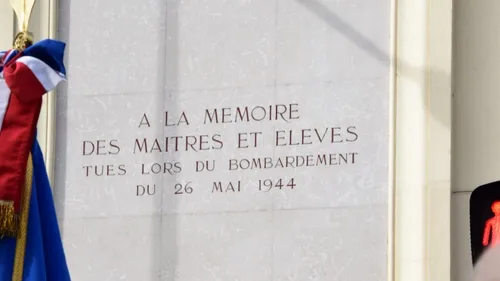 A LA MEMOIRE
DES MAITRES ET ELEVES
TUES LORS DU BOMBARDEMENT
DU 26 MAI 1944